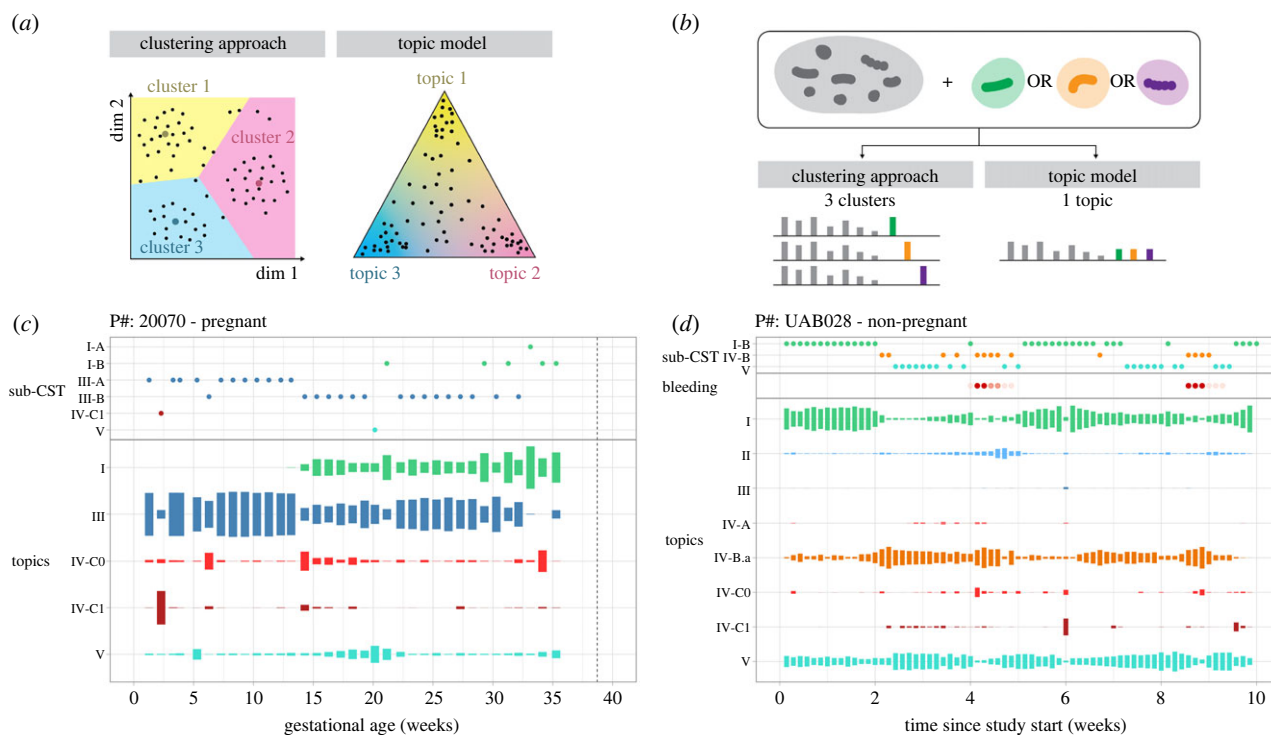 (a)
clustering approach
topic model
dim 2
cluster 1
cluster 2
cluster 3
dim 1
topic 1
topic 3
topic 2
(b)
+
OR
OR
clustering approach
3 clusters
topic model
1 topic
(c)
P#: 20070 - pregnant
sub-CST
I-A
I-B
III-A
III-B
IV-C1
V
topics
I
III
IV-C0
IV-C1
V
0 5 10 15 20 25 30 35 40
gestational age (weeks)
(d)
P#: UAB028 - non-pregnant
sub-CST
I-B
IV-B
V
bleeding
topics
I
II
III
IV-A
IV-B.a
IV-C0
IV-C1
V
0 2 4 6 8 10
time since study start (weeks)